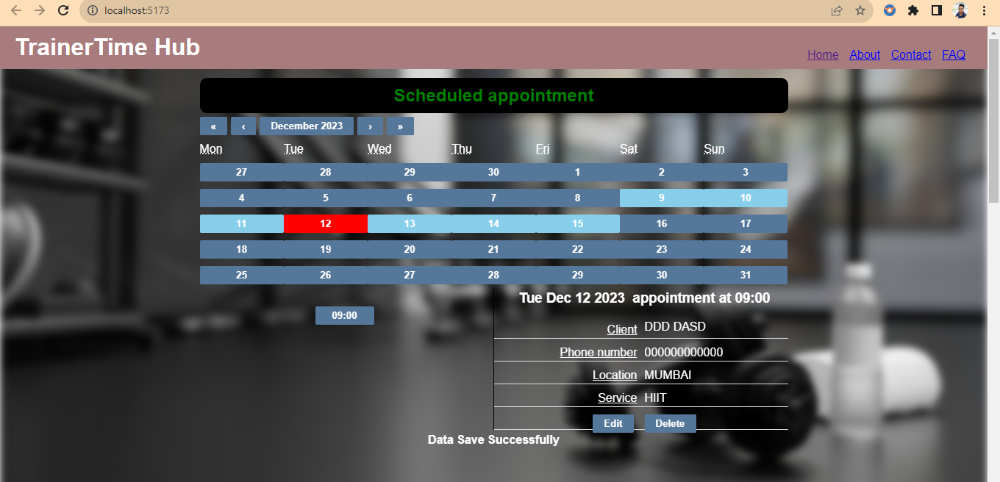 localhost:5173
TrainerTime Hub
Home About Contact FAQ
Scheduled appointment
« ‹ December 2023 › »
Mon Tue Wed Thu Fri Sat Sun
27 28 29 30 1 2 3
4 5 6 7 8 9 10
11 12 13 14 15 16 17
18 19 20 21 22 23 24
25 26 27 28 29 30 31
09:00
Tue Dec 12 2023 appointment at 09:00
Client DDD DASD
Phone number 000000000000
Location MUMBAI
Service HIIT
Edit Delete
Data Save Successfully